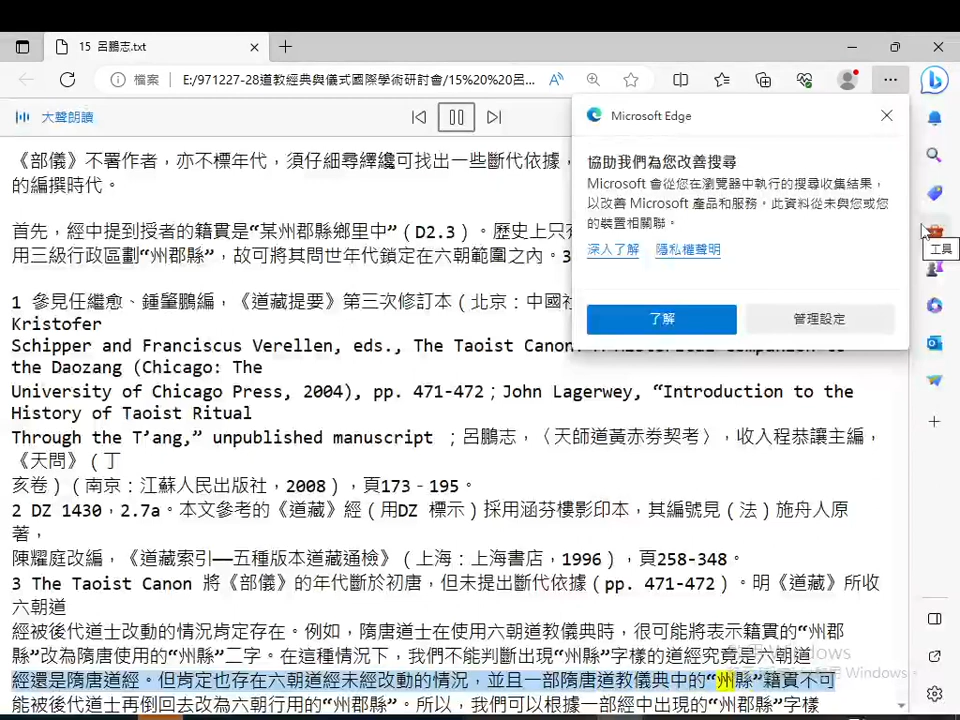 15 呂鵬志.txt
檔案 E:/971227-28道教經典與儀式國際學術研討會/15%20%20呂...
大聲朗讀
Microsoft Edge
協助我們為您改善搜尋
Microsoft 會從您在瀏覽器中執行的搜尋收集結果，
以改善 Microsoft 產品和服務。此資料從未與您或您
的裝置相關聯。
深入了解 隱私權聲明
了解 管理設定
工具
《部儀》不署作者，亦不標年代，須仔細尋繹纔可找出一些斷代依據，
的編撰時代。
首先，經中提到授者的籍貫是“某州郡縣鄉里中”（D2.3）。歷史上只
用三級行政區劃“州郡縣”，故可將其問世年代鎖定在六朝範圍之內。3
1 參見任繼愈、鍾肇鵬編，《道藏提要》第三次修訂本（北京：中國社
Kristofer
Schipper and Franciscus Verellen, eds., The Taoist Canon: A Historical Companion to
the Daozang (Chicago: The
University of Chicago Press, 2004), pp. 471-472；John Lagerwey, “Introduction to the
History of Taoist Ritual
Through the T’ang,” unpublished manuscript ；呂鵬志，〈天師道黃赤券契考〉，收入程恭讓主編，
《天問》（丁
亥卷）（南京：江蘇人民出版社，2008），頁173－195。
2 DZ 1430，2.7a。本文參考的《道藏》經（用DZ 標示）採用涵芬樓影印本，其編號見（法）施舟人原
著，
陳耀庭改編，《道藏索引——五種版本道藏通檢》（上海：上海書店，1996），頁258-348。
3 The Taoist Canon 將《部儀》的年代斷於初唐，但未提出斷代依據（pp. 471-472）。明《道藏》所收
六朝道
經被後代道士改動的情況肯定存在。例如，隋唐道士在使用六朝道教儀典時，很可能將表示籍貫的“州郡
縣”改為隋唐使用的“州縣”二字。在這種情況下，我們不能判斷出現“州縣”字樣的道經究竟是六朝道
經還是隋唐道經。但肯定也存在六朝道經未經改動的情況，並且一部隋唐道教儀典中的“州縣”籍貫不可
能被後代道士再倒回去改為六朝行用的“州郡縣”。所以，我們可以根據一部經中出現的“州郡縣”字樣